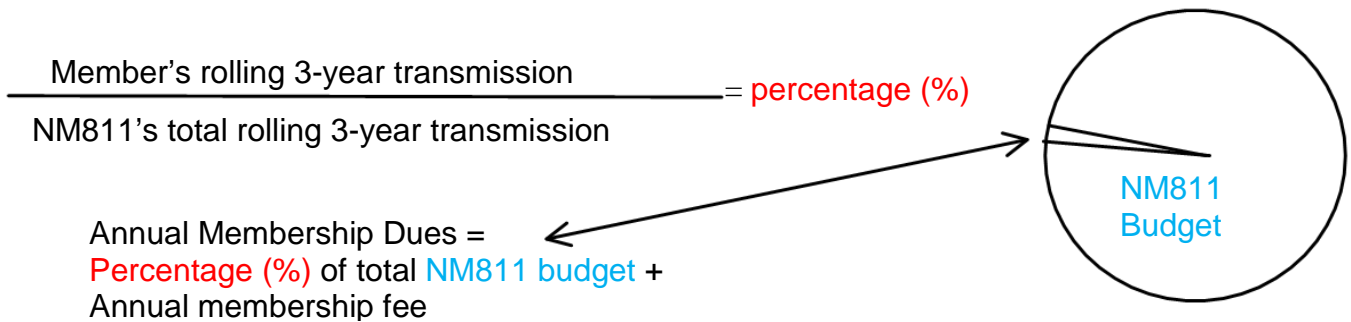 Member’s rolling 3-year transmission
= percentage (%)
NM811’s total rolling 3-year transmission
NM811
Budget
Annual Membership Dues =
Percentage (%) of total NM811 budget +
Annual membership fee